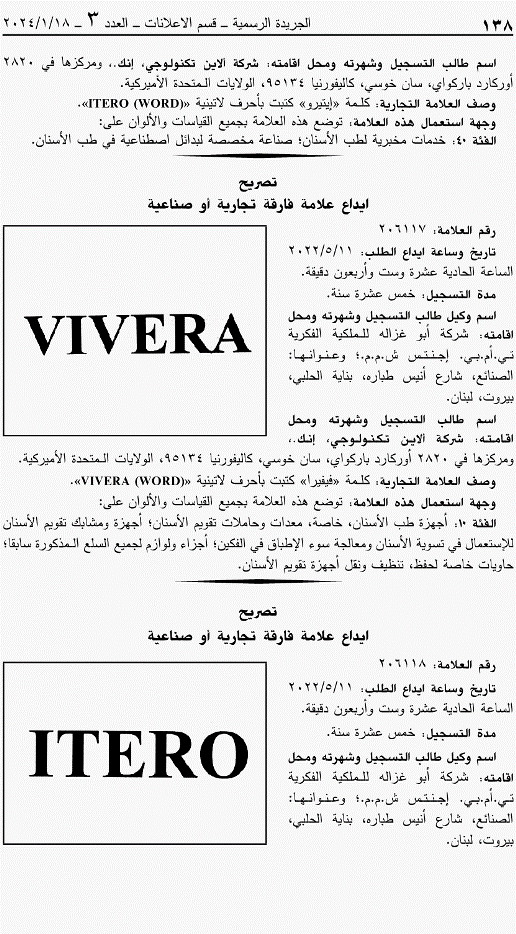 ١٣٨ الجريدة الرسمية ــ قسم الاعلانات ــ العدد ٣ ــ ٢٠٢٤/١/١٨
اسم طالب التسجيل وشهرته ومحل اقامته: شركة آلاين تكنولوجي، إنك.، ومركزها في ٢٨٢٠
أوركارد باركواي، سان خوسي، كاليفورنيا ٩٥١٣٤، الولايات المتحدة الأميركية.
وصف العلامة التجارية: كلمة «إيتيرو» كتبت بأحرف لاتينية «ITERO (WORD)».
وجهة استعمال هذه العلامة: توضع هذه العلامة بجميع القياسات والألوان على:
الفئة ٤٠: خدمات مخبرية لطب الأسنان؛ صناعة مخصصة لبدائل اصطناعية في طب الأسنان.
تصريح
ايداع علامة فارقة تجارية أو صناعية
رقم العلامة: ٢٠٦١١٧
تاريخ وساعة ايداع الطلب: ٢٠٢٢/٥/١١
الساعة الحادية عشرة وست وأربعون دقيقة.
مدة التسجيل: خمس عشرة سنة.
اسم وكيل طالب التسجيل وشهرته ومحل
اقامته: شركة أبو غزاله للملكية الفكرية
تي.أم.بي. إجنتس ش.م.م.؛ وعنوانها:
الصنائع، شارع أنيس طباره، بناية الحلبي،
بيروت، لبنان.
VIVERA
اسم طالب التسجيل وشهرته ومحل
اقامته: شركة آلاين تكنولوجي، إنك.،
ومركزها في ٢٨٢٠ أوركارد باركواي، سان خوسي، كاليفورنيا ٩٥١٣٤، الولايات المتحدة الأميركية.
وصف العلامة التجارية: كلمة «فيفيرا» كتبت بأحرف لاتينية «VIVERA (WORD)».
وجهة استعمال هذه العلامة: توضع هذه العلامة بجميع القياسات والألوان على:
الفئة ١٠: أجهزة طب الأسنان، خاصة، معدات وحاملات تقويم الأسنان؛ أجهزة ومشابك تقويم الأسنان
للإستعمال في تسوية الأسنان ومعالجة سوء الإطباق في الفكين؛ أجزاء ولوازم لجميع السلع المذكورة سابقا؛
حاويات خاصة لحفظ، تنظيف ونقل أجهزة تقويم الأسنان.
تصريح
ايداع علامة فارقة تجارية أو صناعية
رقم العلامة: ٢٠٦١١٨
تاريخ وساعة ايداع الطلب: ٢٠٢٢/٥/١١
الساعة الحادية عشرة وست وأربعون دقيقة.
مدة التسجيل: خمس عشرة سنة.
اسم وكيل طالب التسجيل وشهرته ومحل
اقامته: شركة أبو غزاله للملكية الفكرية
تي.أم.بي. إجنتس ش.م.م.؛ وعنوانها:
الصنائع، شارع أنيس طباره، بناية الحلبي،
بيروت، لبنان.
ITERO